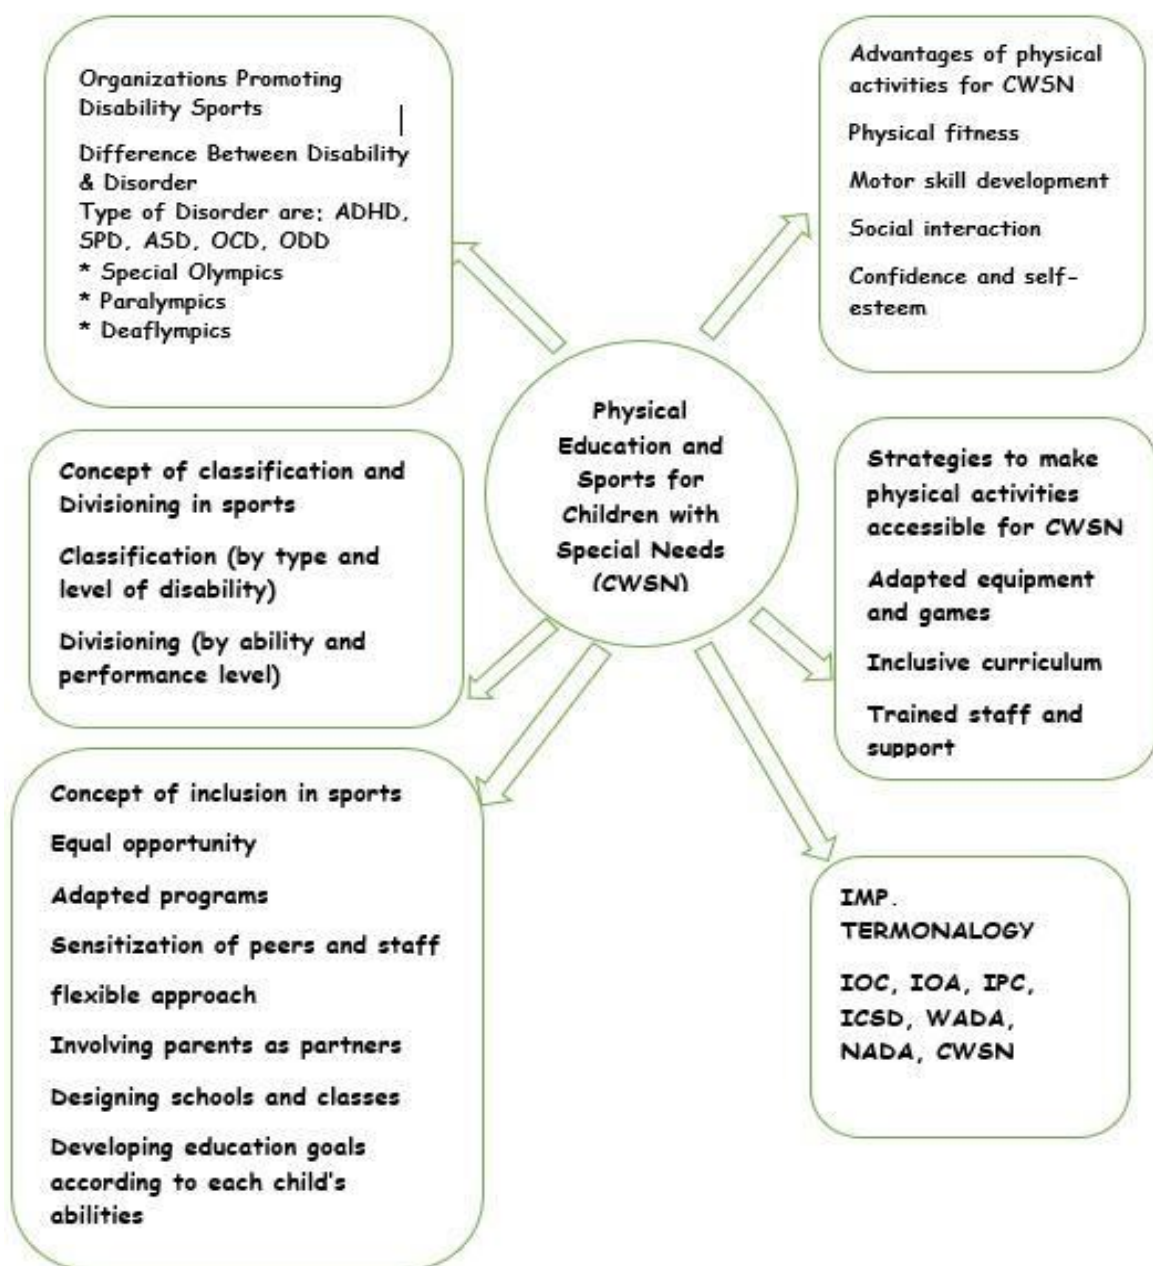 Organizations Promoting
Disability Sports
Difference Between Disability
& Disorder
Type of Disorder are: ADHD,
SPD, ASD, OCD, ODD
* Special Olympics
* Paralympics
* Deaflympics
Advantages of physical
activities for CWSN
Physical fitness
Motor skill development
Social interaction
Confidence and self-
esteem
Physical
Education and
Sports for
Children with
Special Needs
(CWSN)
Concept of classification and
Divisioning in sports
Classification (by type and
level of disability)
Divisioning (by ability and
performance level)
Strategies to make
physical activities
accessible for CWSN
Adapted equipment
and games
Inclusive curriculum
Trained staff and
support
Concept of inclusion in sports
Equal opportunity
Adapted programs
Sensitization of peers and staff
flexible approach
Involving parents as partners
Designing schools and classes
Developing education goals
according to each child's
abilities
IMP.
TERMONALOGY
IOC, IOA, IPC,
ICSD, WADA,
NADA, CWSN